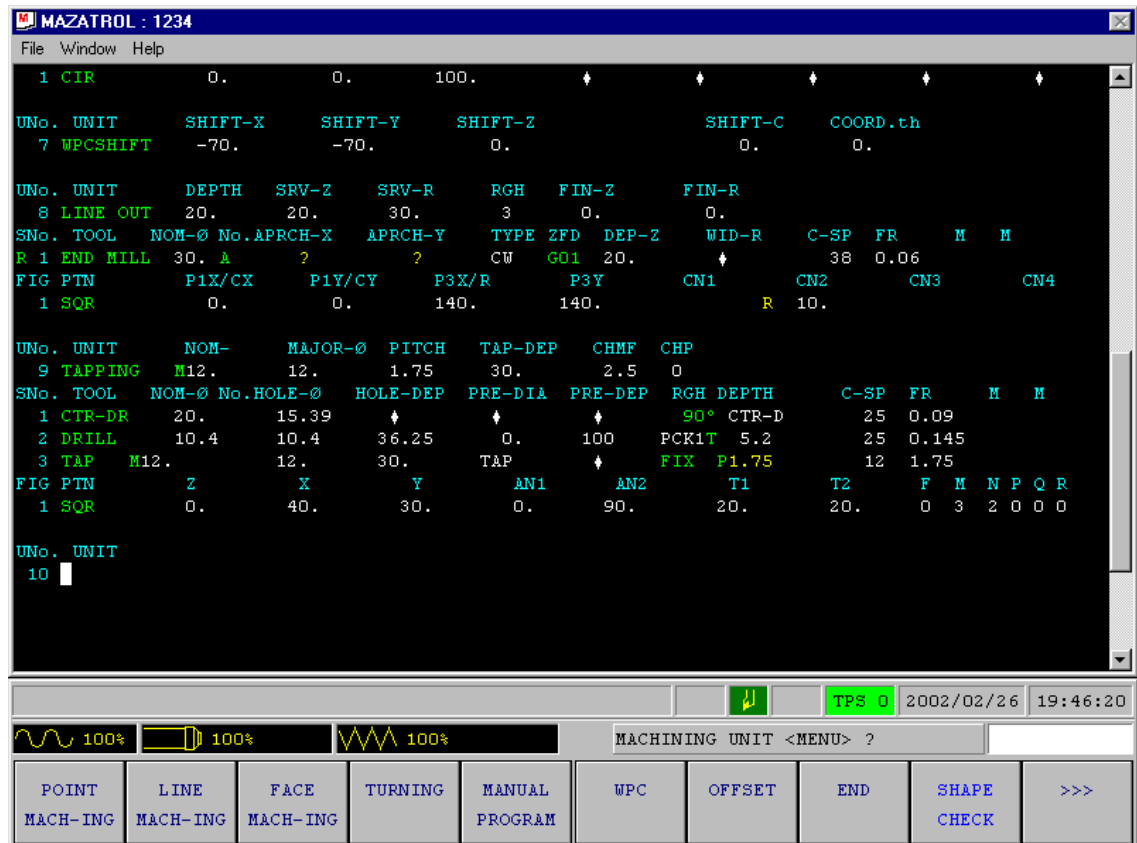 MAZATROL : 1234
File Window Help
1 CIR 0. 0. 100. ♦ ♦ ♦ ♦ ♦
UNo. UNIT SHIFT-X SHIFT-Y SHIFT-Z SHIFT-C COORD.th
7 WPCSHIFT -70. -70. 0. 0. 0.
UNo. UNIT DEPTH SRV-Z SRV-R RGH FIN-Z FIN-R
8 LINE OUT 20. 20. 30. 3 0. 0.
SNo. TOOL NOM-Ø No.APRCH-X APRCH-Y TYPE ZFD DEP-Z WID-R C-SP FR M M
R 1 END MILL 30. A ? ? CW G01 20. ♦ 38 0.06
FIG PTN P1X/CX P1Y/CY P3X/R P3Y CN1 CN2 CN3 CN4
1 SQR 0. 0. 140. 140. R 10.
UNo. UNIT NOM- MAJOR-Ø PITCH TAP-DEP CHMF CHP
9 TAPPING M12. 12. 1.75 30. 2.5 0
SNo. TOOL NOM-Ø No.HOLE-Ø HOLE-DEP PRE-DIA PRE-DEP RGH DEPTH C-SP FR M M
1 CTR-DR 20. 15.39 ♦ ♦ ♦ 90° CTR-D 25 0.09
2 DRILL 10.4 10.4 36.25 0. 100 PCK1T 5.2 25 0.145
3 TAP M12. 12. 30. TAP ♦ FIX P1.75 12 1.75
FIG PTN Z X Y AN1 AN2 T1 T2 F M N P Q R
1 SQR 0. 40. 30. 0. 90. 20. 20. 0 3 2 0 0 0
UNo. UNIT
10
TPS 0 2002/02/26 19:46:20
100% 100% 100% MACHINING UNIT <MENU> ?
POINT MACH-ING LINE MACH-ING FACE MACH-ING TURNING MANUAL PROGRAM WPC OFFSET END SHAPE CHECK >>>